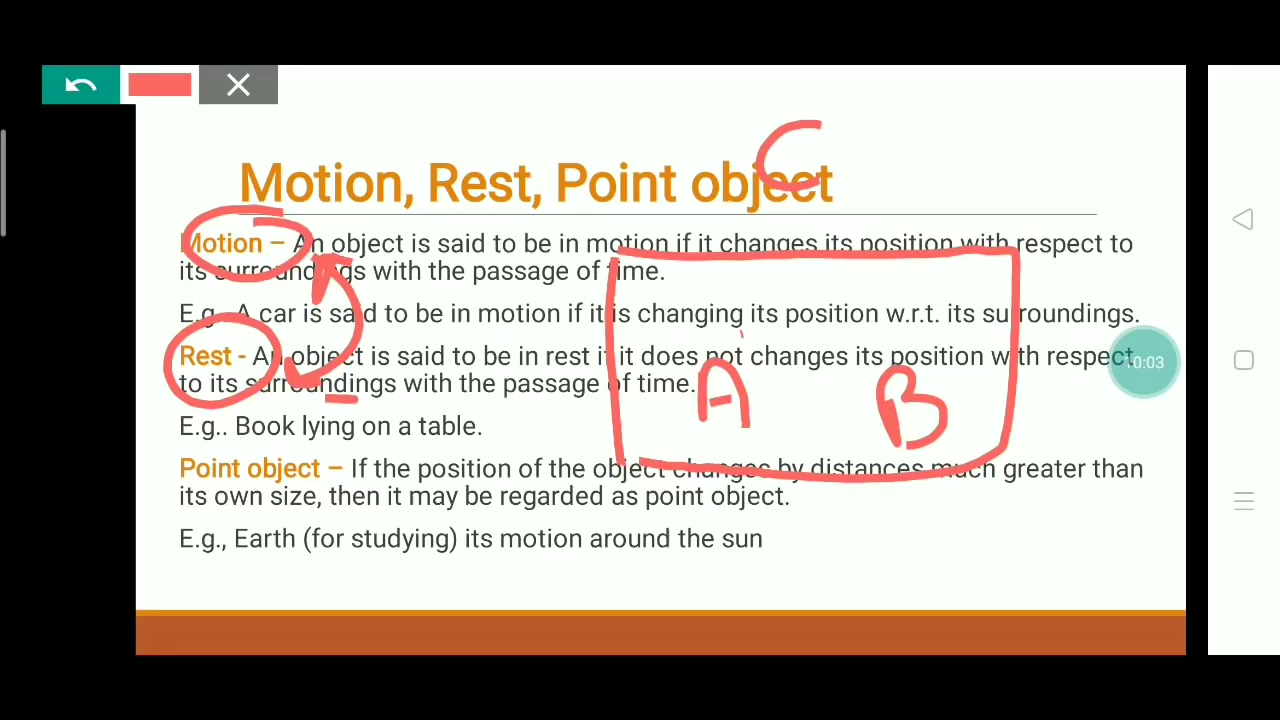 C
Motion, Rest, Point object
Motion – An object is said to be in motion if it changes its position with respect to
its surroundings with the passage of time.
E.g.. A car is said to be in motion if it is changing its position w.r.t. its surroundings.
Rest - An object is said to be in rest if it does not changes its position with respect
to its surroundings with the passage of time.
A B
E.g.. Book lying on a table.
Point object – If the position of the object changes by distances much greater than
its own size, then it may be regarded as point object.
E.g., Earth (for studying) its motion around the sun
10:03